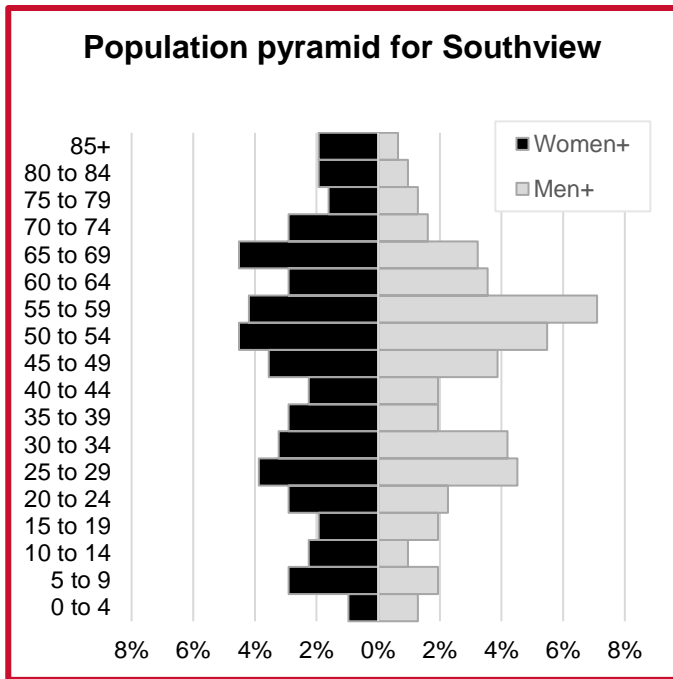 Population pyramid for Southview
Women+
Men+
85+
80 to 84
75 to 79
70 to 74
65 to 69
60 to 64
55 to 59
50 to 54
45 to 49
40 to 44
35 to 39
30 to 34
25 to 29
20 to 24
15 to 19
10 to 14
5 to 9
0 to 4
8% 6% 4% 2% 0% 2% 4% 6% 8%